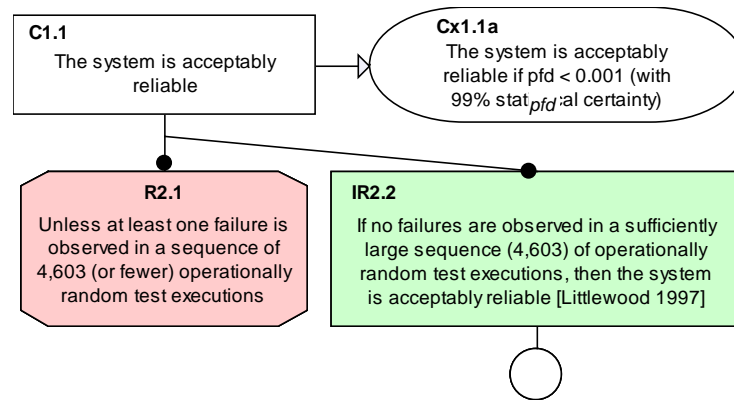 C1.1
The system is acceptably
reliable
Cx1.1a
The system is acceptably
reliable if pfd < 0.001 (with
99% certainty)
pfd
R2.1
Unless at least one failure is
observed in a sequence of
4,603 (or fewer) operationally
random test executions
IR2.2
If no failures are observed in a sufficiently
large sequence (4,603) of operationally
random test executions, then the system
is acceptably reliable [Littlewood 1997]